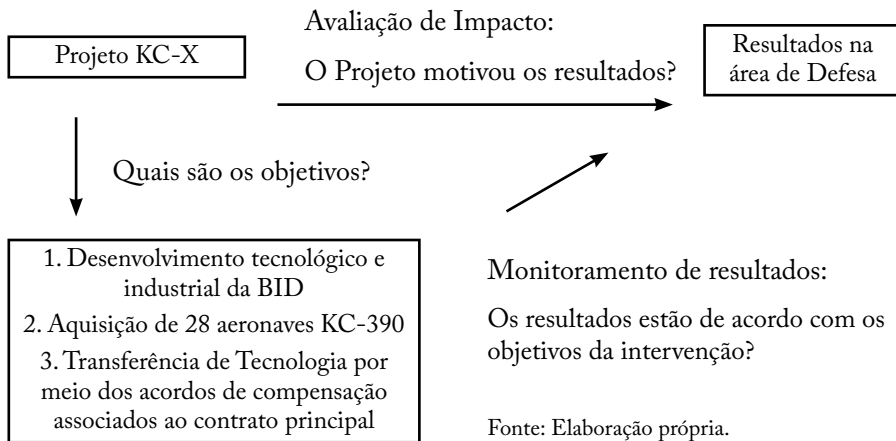 Projeto KC-X
Avaliação de Impacto:
O Projeto motivou os resultados?
Resultados na
área de Defesa
Quais são os objetivos?
1. Desenvolvimento tecnológico e
industrial da BID
2. Aquisição de 28 aeronaves KC-390
3. Transferência de Tecnologia por
meio dos acordos de compensação
associados ao contrato principal
Monitoramento de resultados:
Os resultados estão de acordo com os
objetivos da intervenção?
Fonte: Elaboração própria.